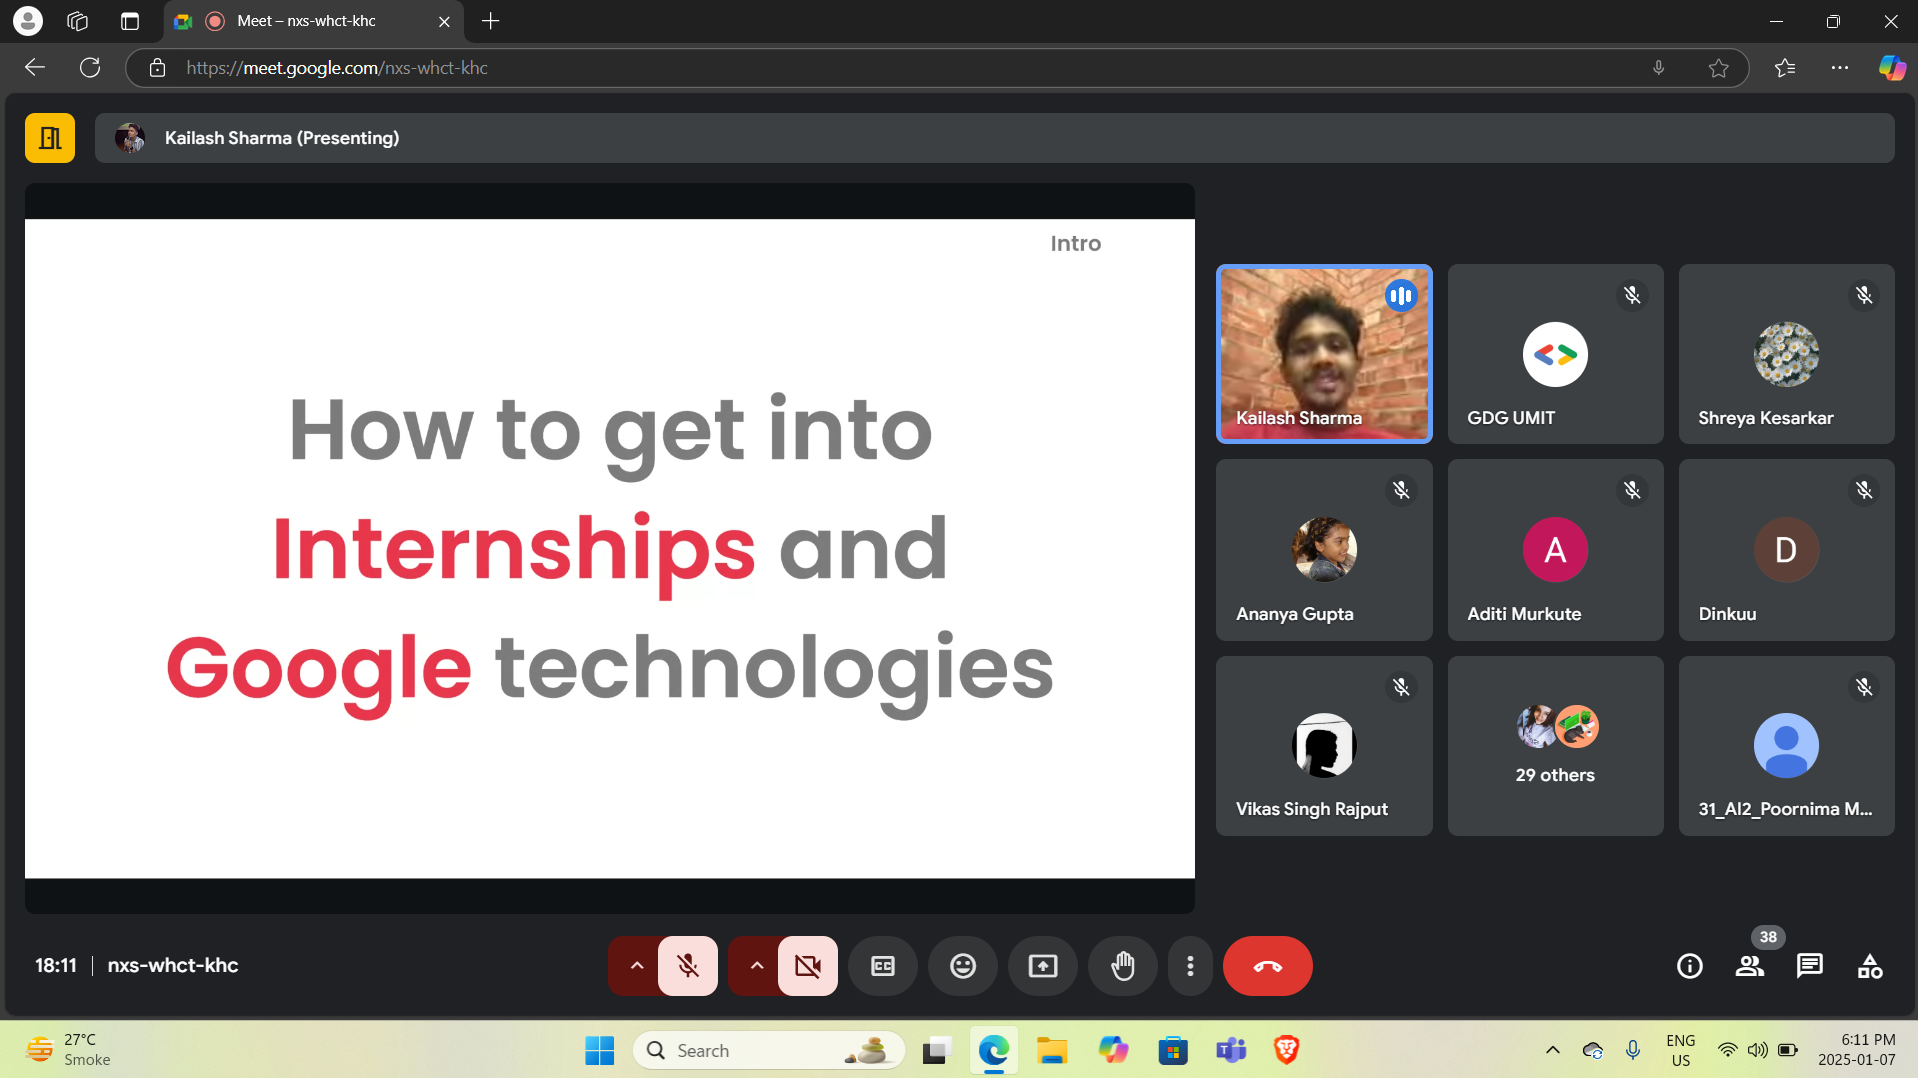 Meet – nxs-whct-khc
https://meet.google.com/nxs-whct-khc
Kailash Sharma (Presenting)
Intro
How to get into
Internships and
Google technologies
Kailash Sharma
GDG UMIT
Shreya Kesarkar
Ananya Gupta
A
Aditi Murkute
D
Dinkuu
Vikas Singh Rajput
29 others
31_AI2_Poornima M...
18:11
nxs-whct-khc
CC
38
27°C
Smoke
Search
ENG
US
6:11 PM
2025-01-07